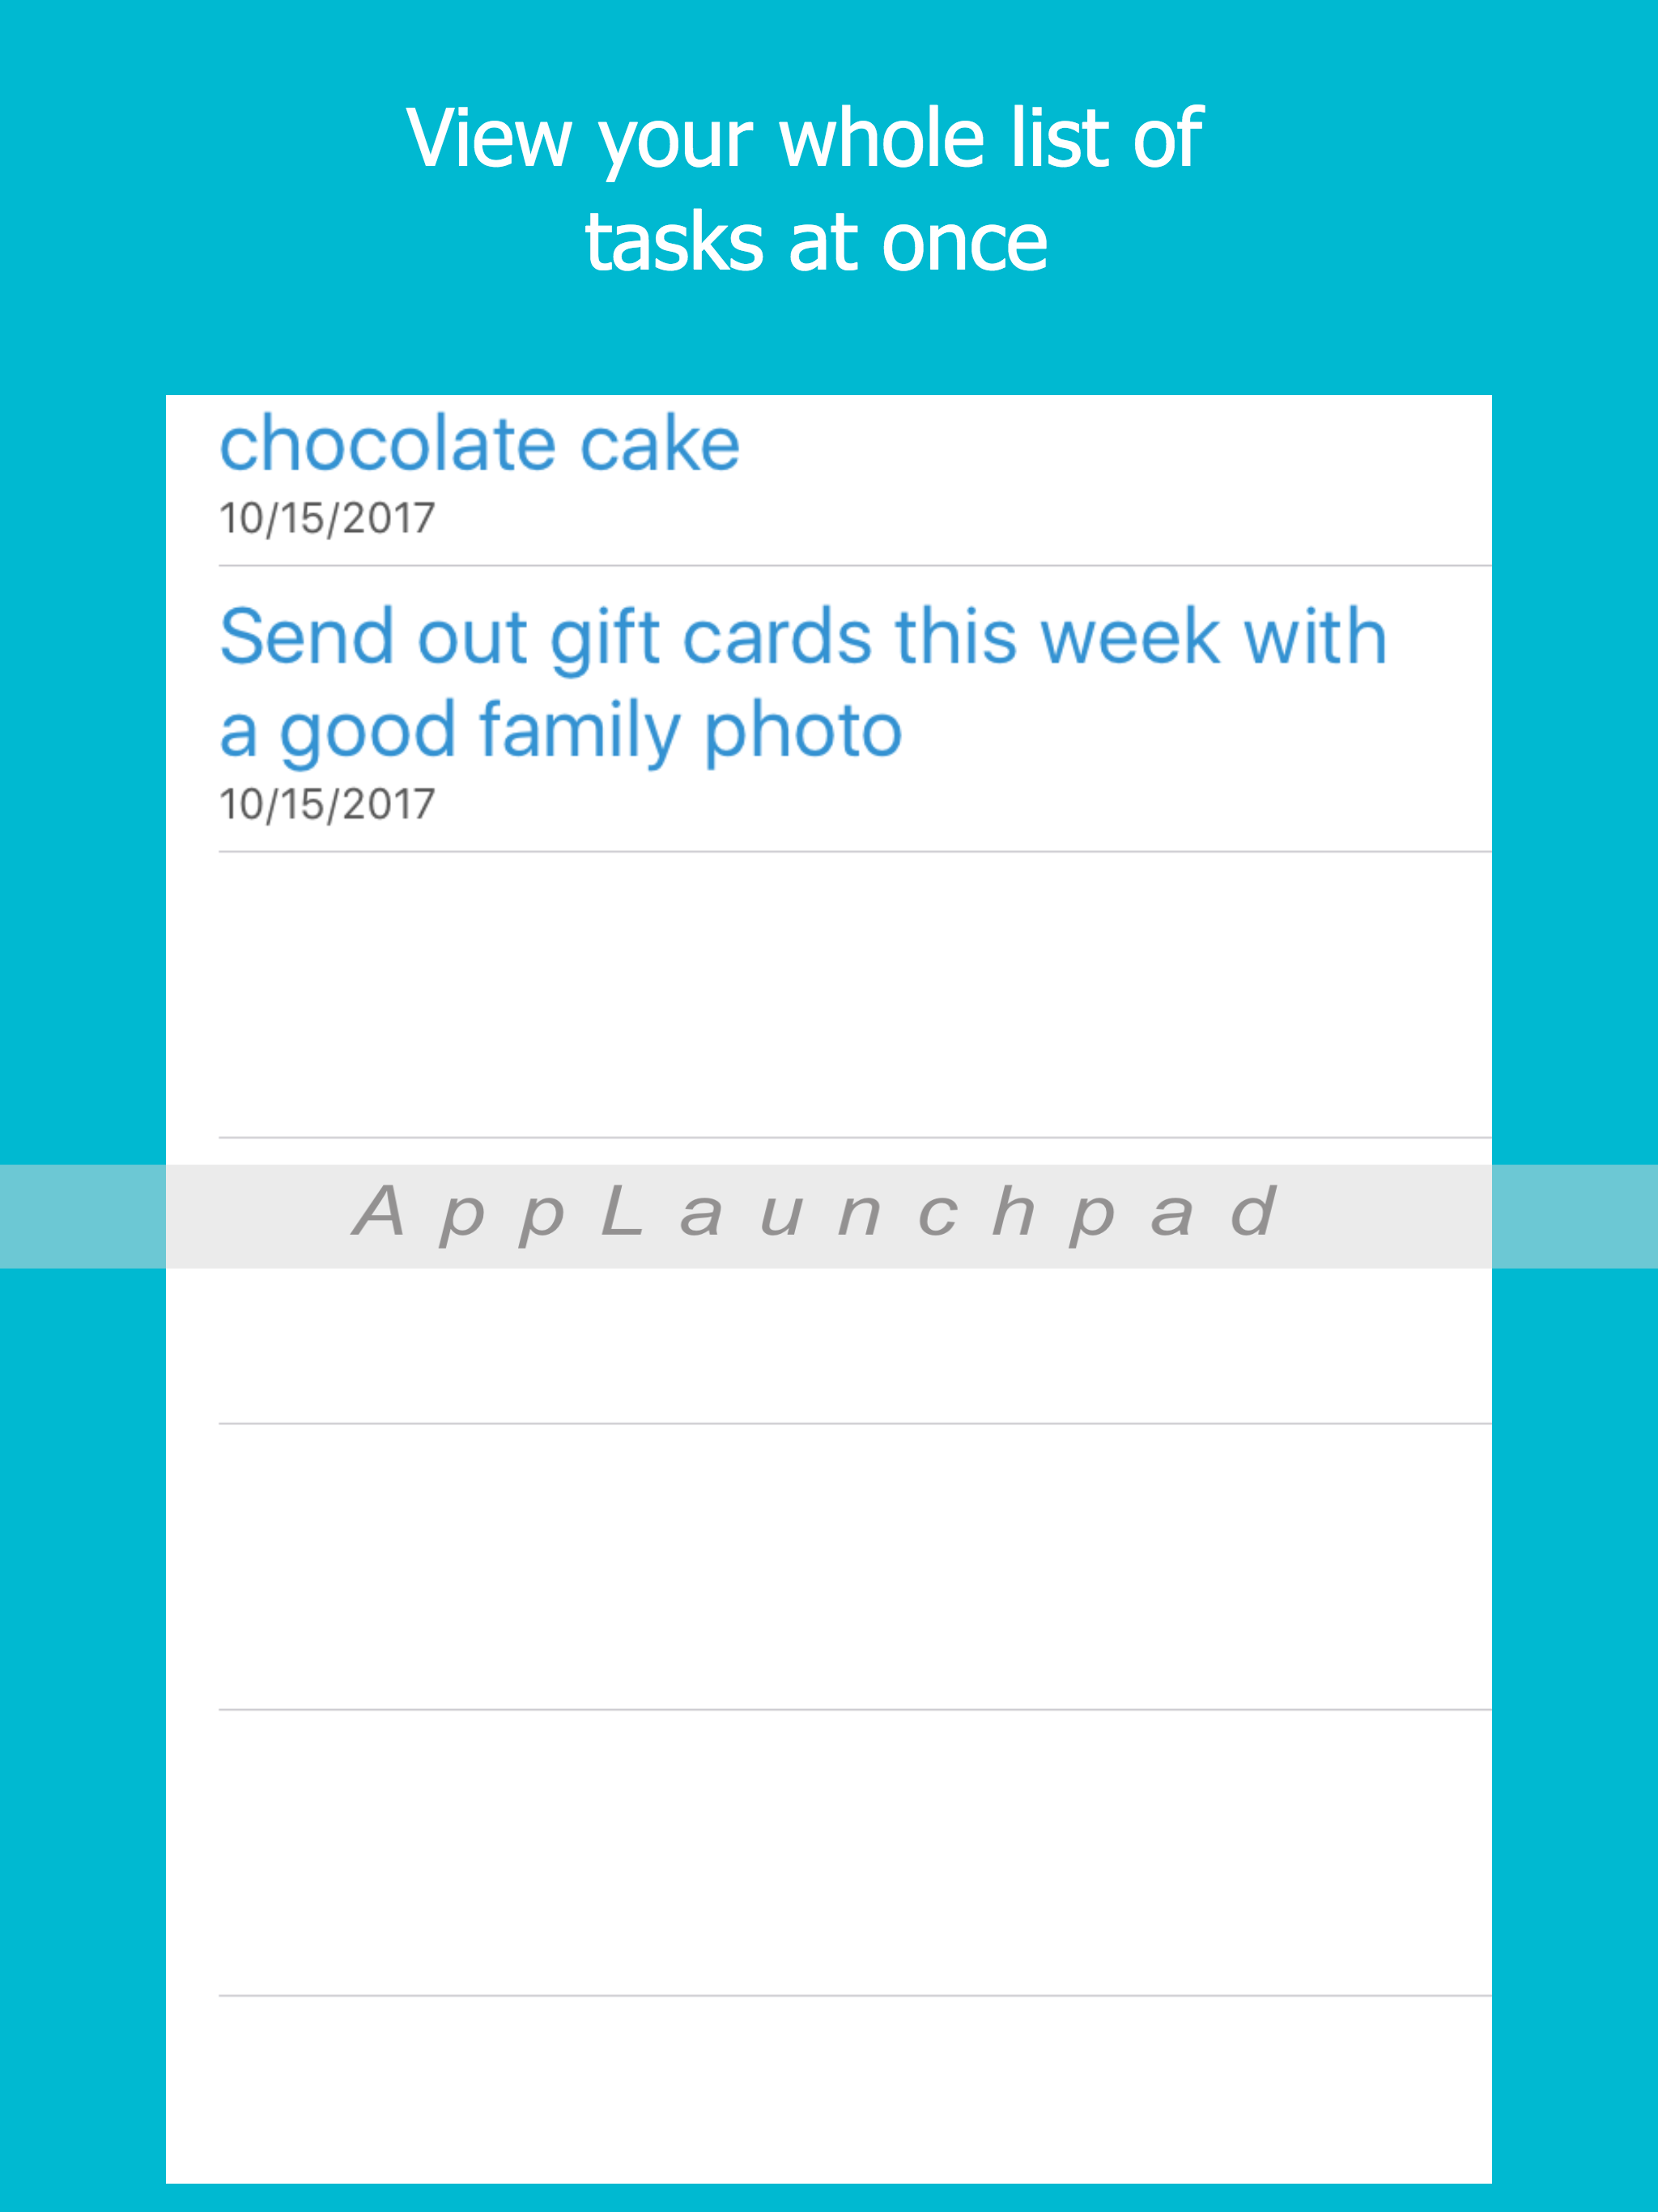 View your whole list of
tasks at once
chocolate cake
10/15/2017
Send out gift cards this week with
a good family photo
10/15/2017
AppLaunchpad